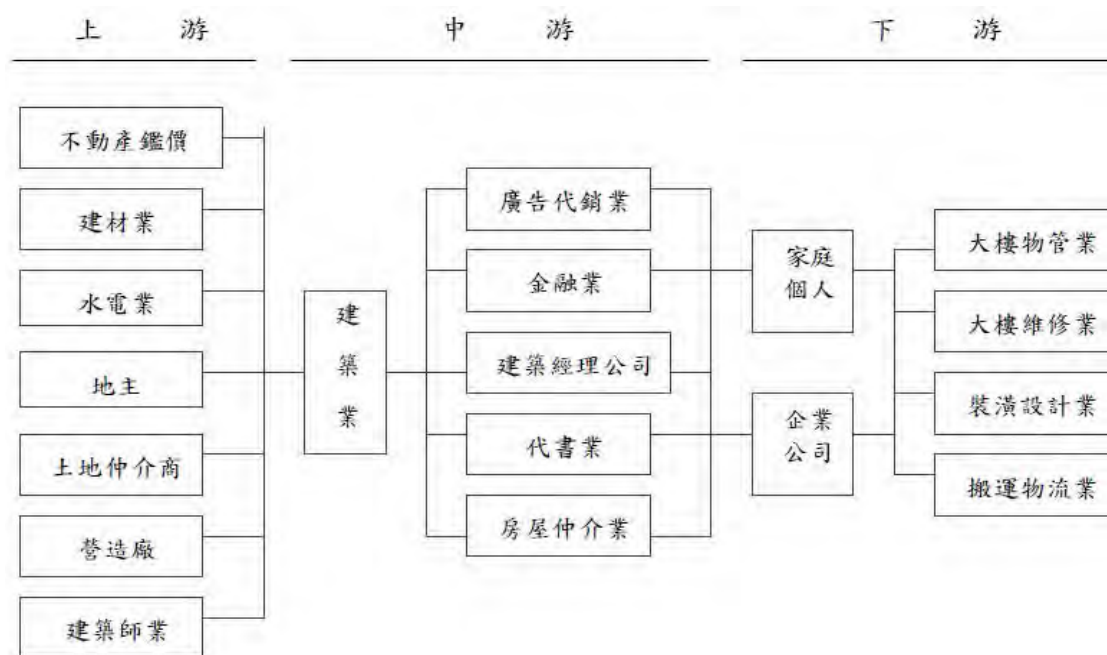 上游
中游
下游
不動產鑑價
建材業
水電業
地主
土地仲介商
營造廠
建築師業
建築業
廣告代銷業
金融業
建築經理公司
代書業
房屋仲介業
家庭
個人
企業
公司
大樓物管業
大樓維修業
裝潢設計業
搬運物流業